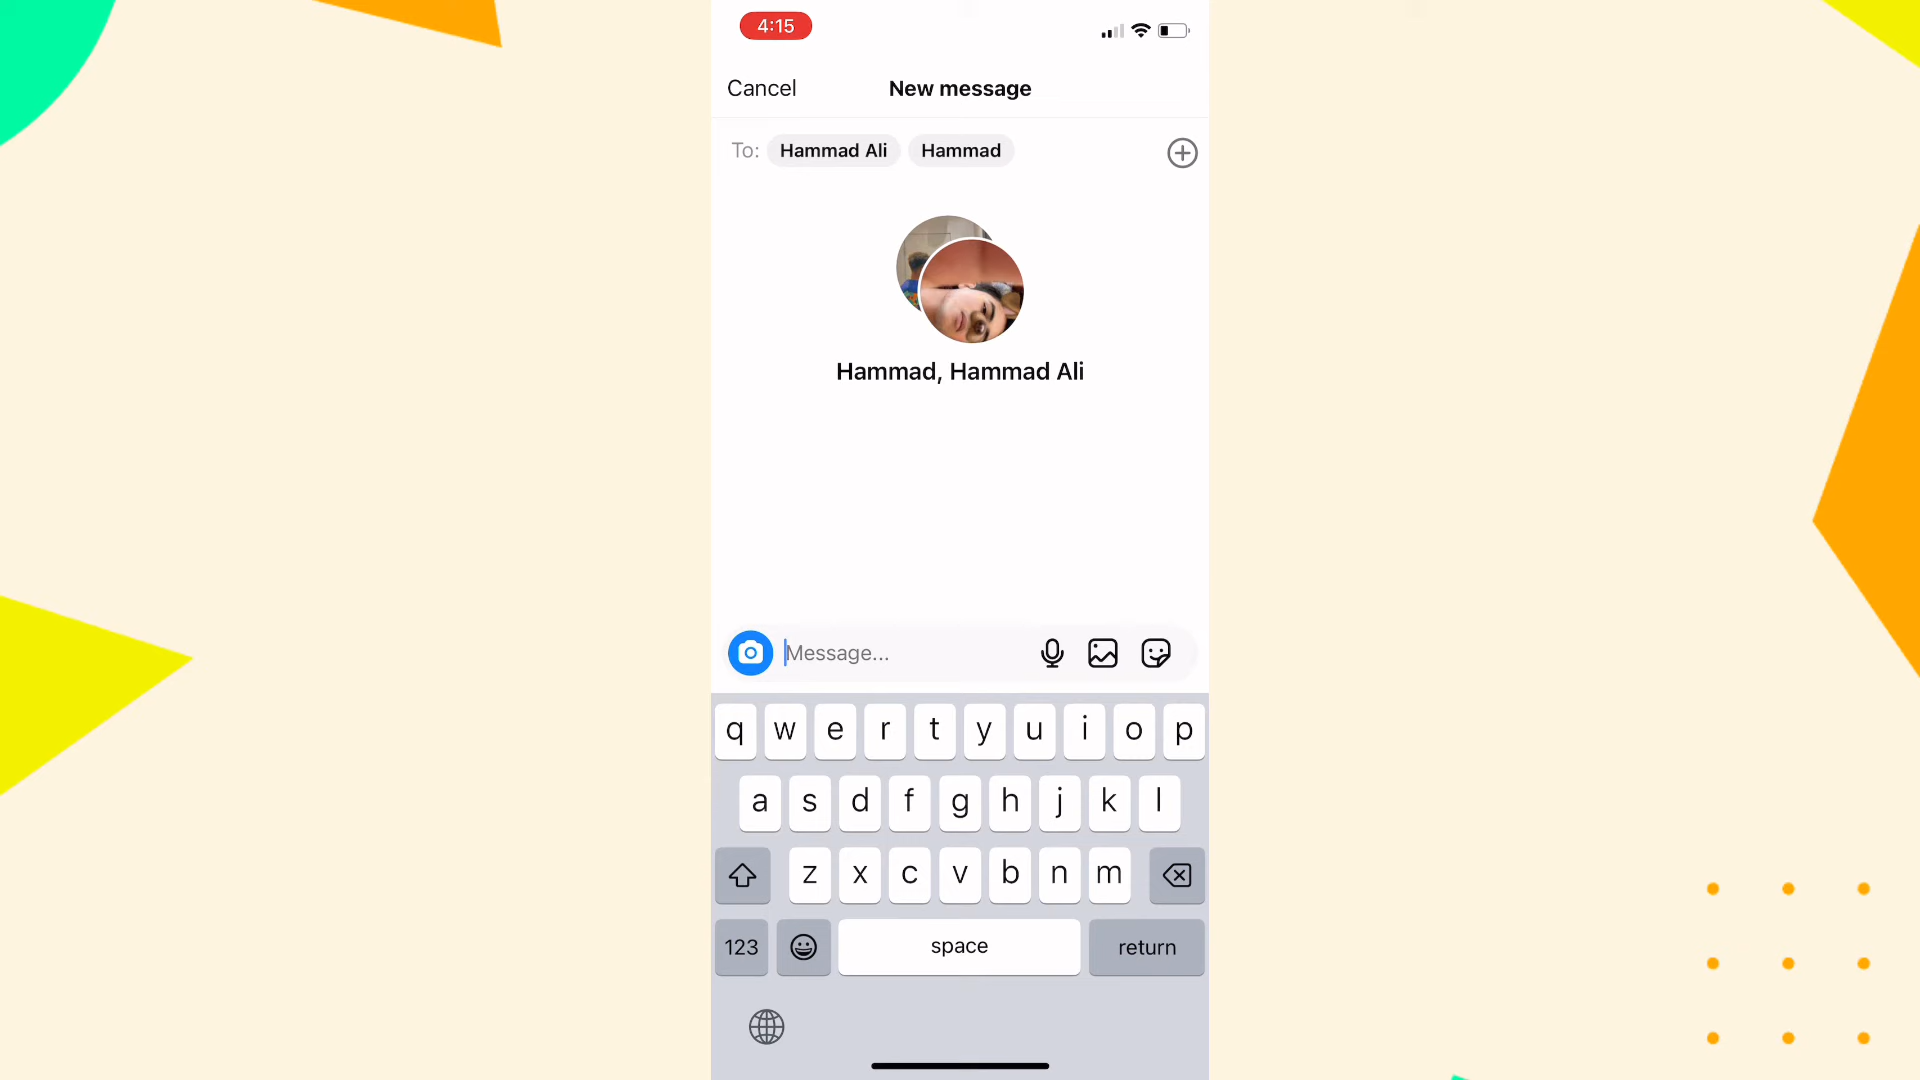 4:15
Cancel New message
To: Hammad Ali Hammad
Hammad, Hammad Ali
Message...
q w e r t y u i o p
a s d f g h j k l
z x c v b n m
123 space return